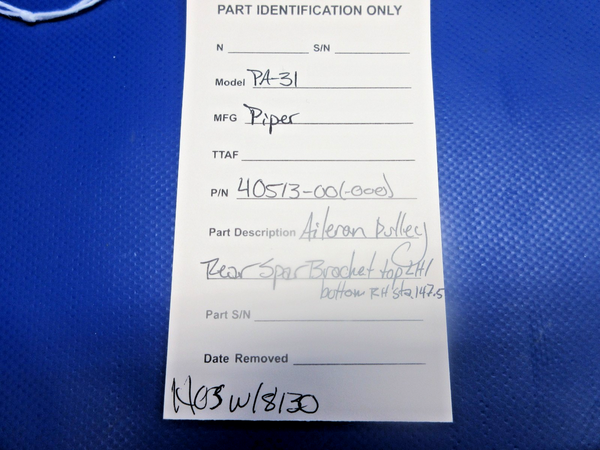 PART IDENTIFICATION ONLY
N S/N
Model PA-31
MFG Piper
TTAF
P/N 40513-00(-000)
Part Description Aileron Pulley
Rear Spar Bracket top LH/
bottom RH sta. 147.5
Part S/N
Date Removed
w/8130